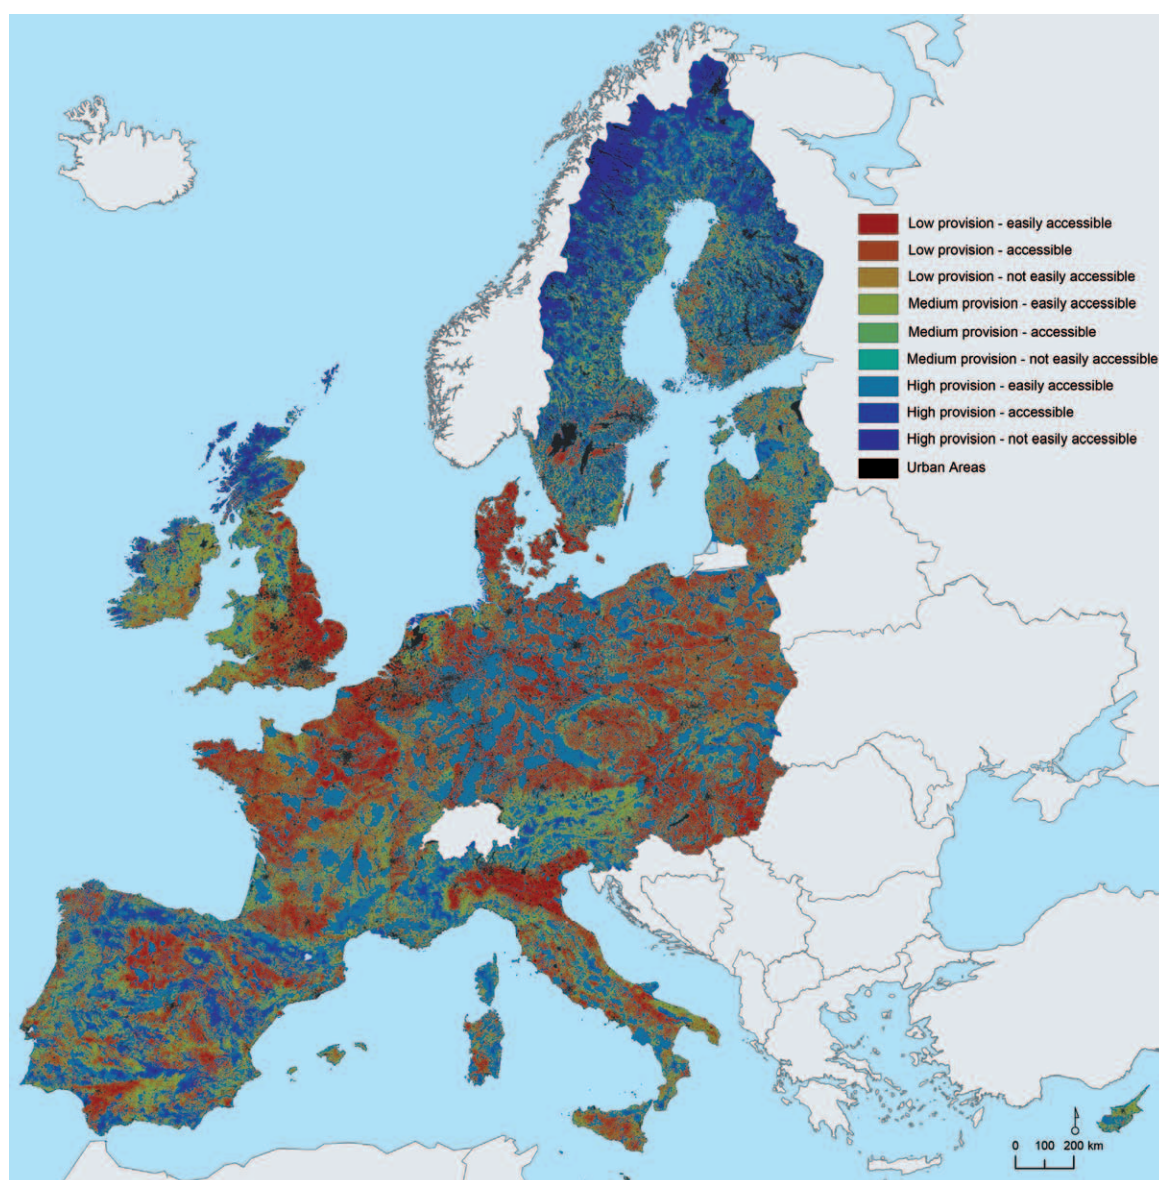 Low provision - easily accessible
Low provision - accessible
Low provision - not easily accessible
Medium provision - easily accessible
Medium provision - accessible
Medium provision - not easily accessible
High provision - easily accessible
High provision - accessible
High provision - not easily accessible
Urban Areas
0 100 200 km